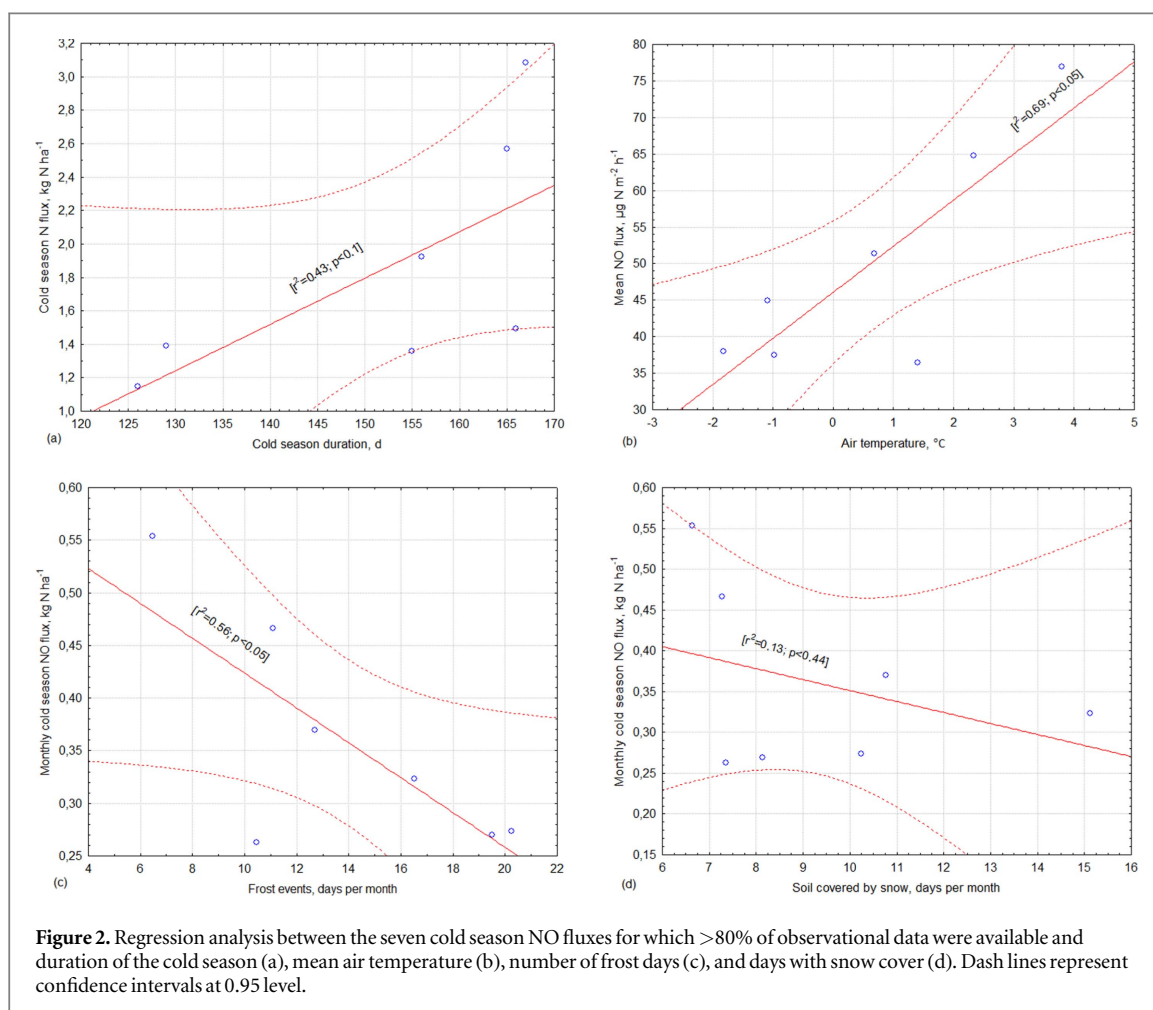 3,2
3,0
2,8
2,6
2,4
2,2
2,0
1,8
1,6
1,4
1,2
1,0
Cold season N flux, kg N ha⁻¹
[r²=0.43; p<0.1]
120 125 130 135 140 145 150 155 160 165 170
(a)
Cold season duration, d
80
75
70
65
60
55
50
45
40
35
30
Mean NO flux, µg N m⁻² h⁻¹
[r²=0.69; p<0.05]
-3 -2 -1 0 1 2 3 4 5
(b)
Air temperature, °C
0,60
0,55
0,50
0,45
0,40
0,35
0,30
0,25
Monthly cold season NO flux, kg N ha⁻¹
[r²=0.56; p<0.05]
4 6 8 10 12 14 16 18 20 22
(c)
Frost events, days per month
0,60
0,55
0,50
0,45
0,40
0,35
0,30
0,25
0,20
0,15
Monthly cold season NO flux, kg N ha⁻¹
[r²=0.13; p<0.44]
6 7 8 9 10 11 12 13 14 15 16
(d)
Soil covered by snow, days per month
Figure 2. Regression analysis between the seven cold season NO fluxes for which >80% of observational data were available and
duration of the cold season (a), mean air temperature (b), number of frost days (c), and days with snow cover (d). Dash lines represent
confidence intervals at 0.95 level.